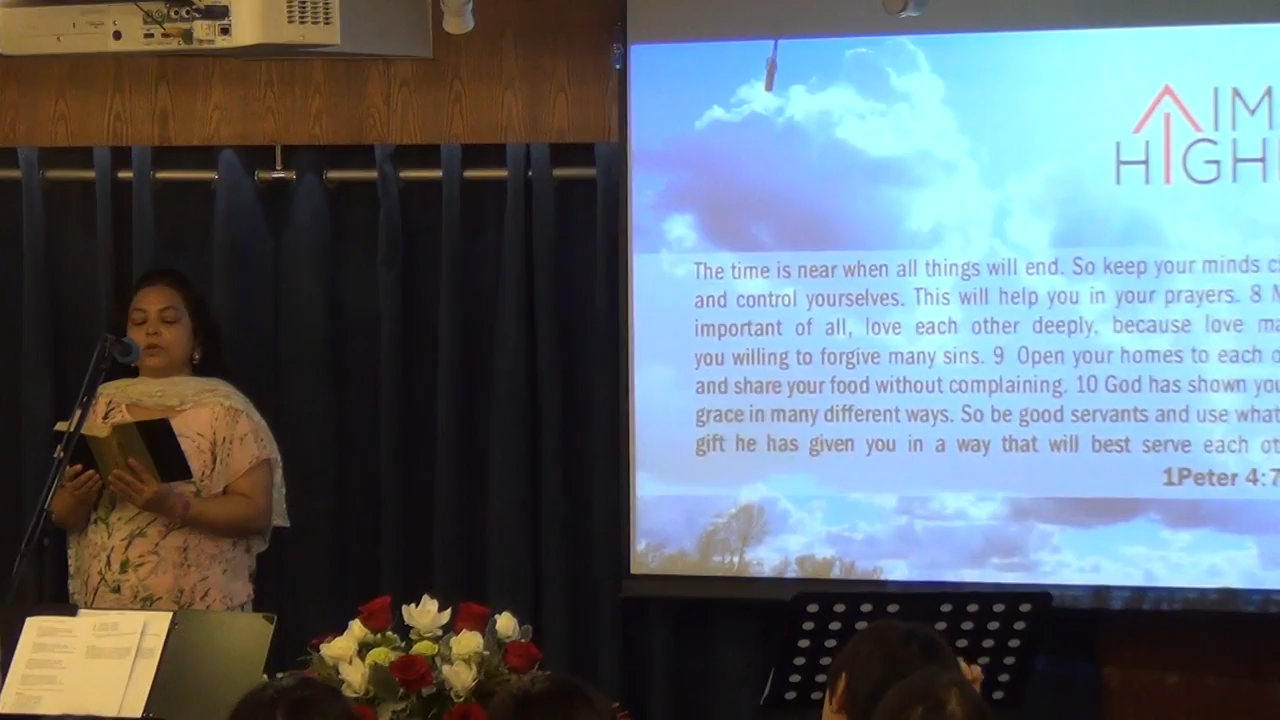 AIM
HIGH
The time is near when all things will end. So keep your minds
and control yourselves. This will help you in your prayers. 8
important of all, love each other deeply, because love
you willing to forgive many sins. 9 Open your homes to each
and share your food without complaining. 10 God has shown you
grace in many different ways. So be good servants and use what
gift he has given you in a way that will best serve each
1Peter 4:7